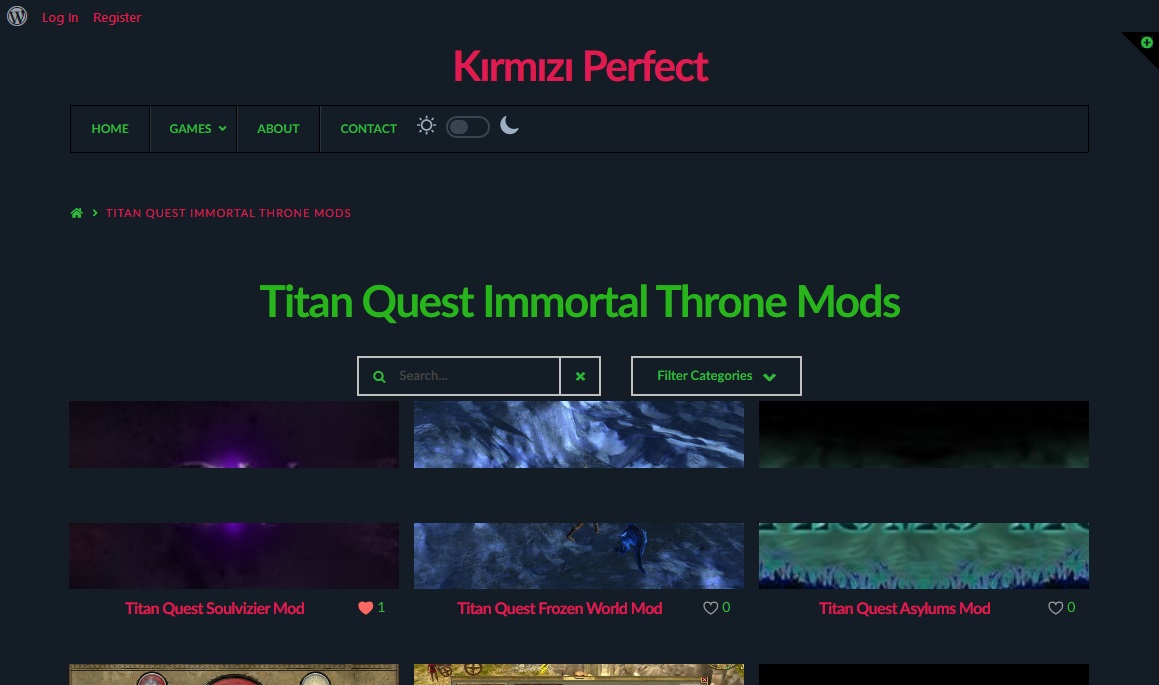 Log In Register
Kırmızı Perfect
HOME GAMES ABOUT CONTACT
TITAN QUEST IMMORTAL THRONE MODS
Titan Quest Immortal Throne Mods
Search... Filter Categories
Titan Quest Soulvizier Mod 1
Titan Quest Frozen World Mod 0
Titan Quest Asylums Mod 0